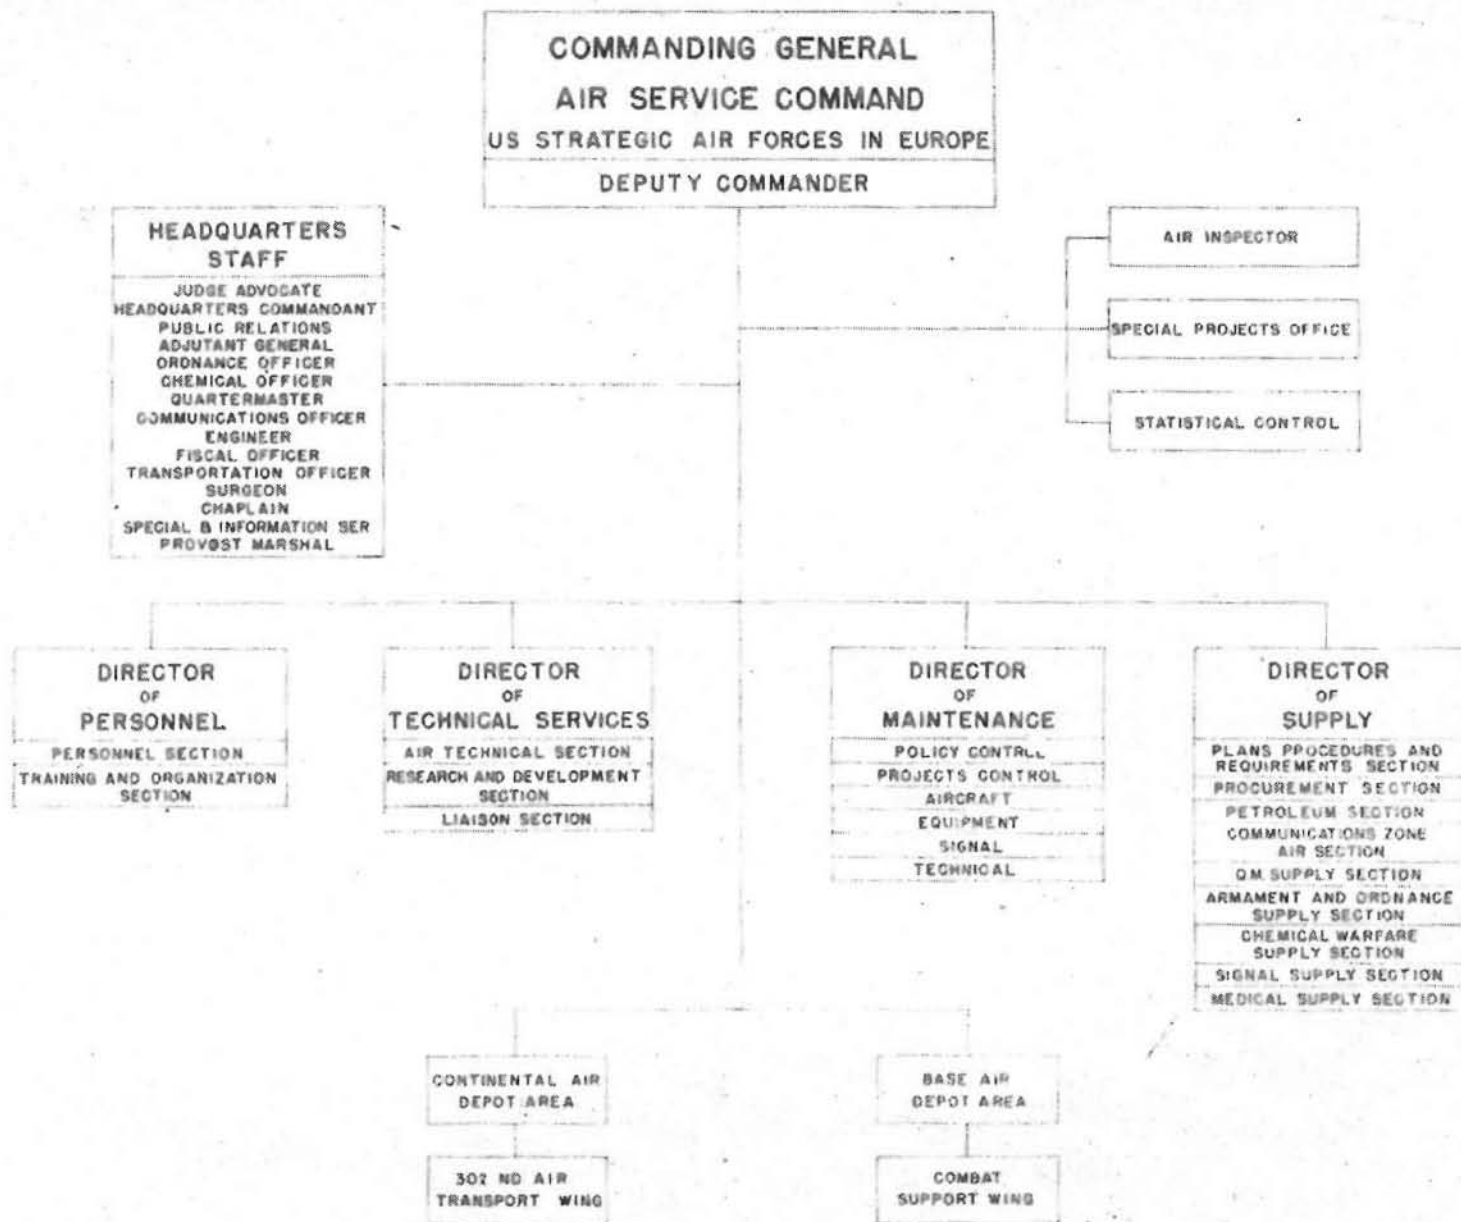 COMMANDING GENERAL
AIR SERVICE COMMAND
US STRATEGIC AIR FORCES IN EUROPE
DEPUTY COMMANDER
HEADQUARTERS
STAFF
JUDGE ADVOCATE
HEADQUARTERS COMMANDANT
PUBLIC RELATIONS
ADJUTANT GENERAL
ORDNANCE OFFICER
CHEMICAL OFFICER
QUARTERMASTER
COMMUNICATIONS OFFICER
ENGINEER
FISCAL OFFICER
TRANSPORTATION OFFICER
SURGEON
CHAPLAIN
SPECIAL & INFORMATION SER
PROVOST MARSHAL
AIR INSPECTOR
SPECIAL PROJECTS OFFICE
STATISTICAL CONTROL
DIRECTOR
OF
PERSONNEL
PERSONNEL SECTION
TRAINING AND ORGANIZATION
SECTION
DIRECTOR
OF
TECHNICAL SERVICES
AIR TECHNICAL SECTION
RESEARCH AND DEVELOPMENT
SECTION
LIAISON SECTION
DIRECTOR
OF
MAINTENANCE
POLICY CONTRLL
PROJECTS CONTROL
AIRCRAFT
EQUIPMENT
SIGNAL
TECHNICAL
DIRECTOR
OF
SUPPLY
PLANS PROCEDURES AND
REQUIREMENTS SECTION
PROCUREMENT SECTION
PETROLEUM SECTION
COMMUNICATIONS ZONE
AIR SECTION
Q.M. SUPPLY SECTION
ARMAMENT AND ORDNANCE
SUPPLY SECTION
CHEMICAL WARFARE
SUPPLY SECTION
SIGNAL SUPPLY SECTION
MEDICAL SUPPLY SECTION
CONTINENTAL AIR
DEPOT AREA
302 ND AIR
TRANSPORT WING
BASE AIR
DEPOT AREA
COMBAT
SUPPORT WING